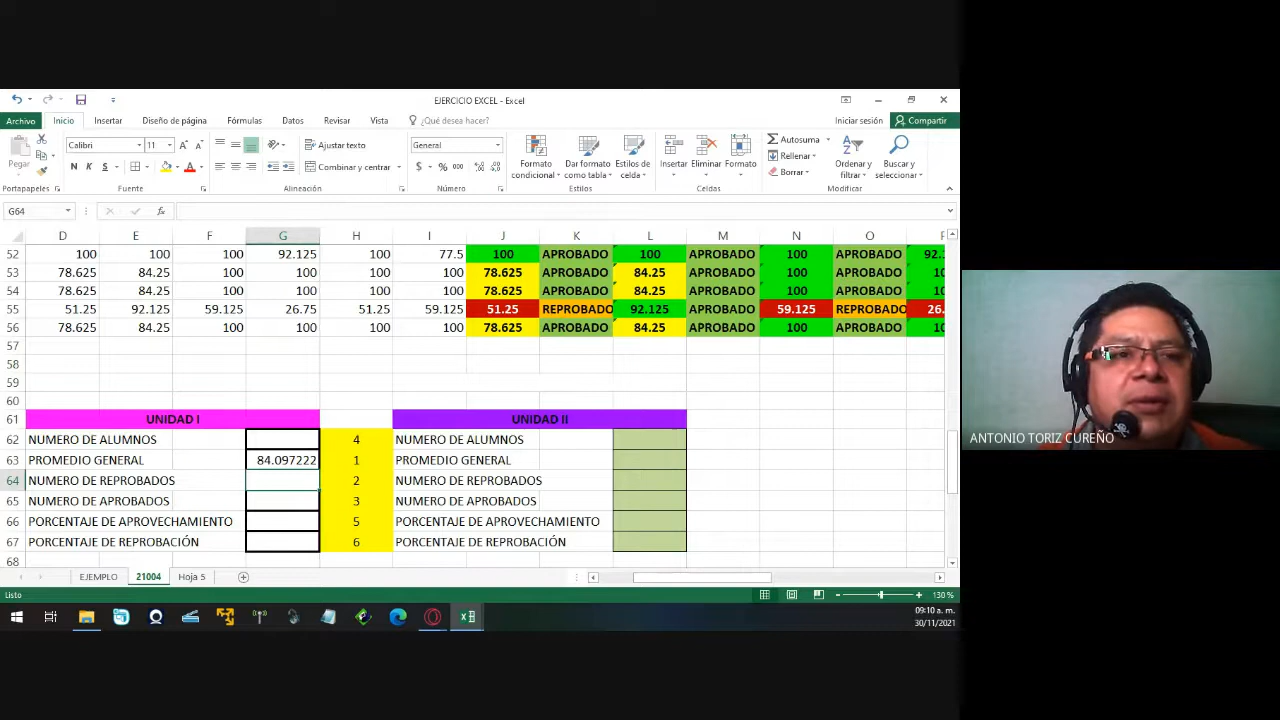 EJERCICIO EXCEL - Excel
Archivo Inicio Insertar Diseño de página Fórmulas Datos Revisar Vista ¿Qué desea hacer? Iniciar sesión Compartir
Calibri 11 Ajustar texto General Autosuma
Pegar N K S Combinar y centrar $ % 000 Formato condicional Dar formato como tabla Estilos de celda Insertar Eliminar Formato Rellenar Borrar Ordenar y filtrar Buscar y seleccionar
Portapapeles Fuente Alineación Número Estilos Celdas Modificar
G64 fx
D E F G H I J K L M N O
52 100 100 100 92.125 100 77.5 100 APROBADO 100 APROBADO 100 APROBADO 92.
53 78.625 84.25 100 100 100 100 78.625 APROBADO 84.25 APROBADO 100 APROBADO 10
54 78.625 84.25 100 100 100 100 78.625 APROBADO 84.25 APROBADO 100 APROBADO 10
55 51.25 92.125 59.125 26.75 51.25 59.125 51.25 REPROBADO 92.125 APROBADO 59.125 REPROBADO 26.
56 78.625 84.25 100 100 100 100 78.625 APROBADO 84.25 APROBADO 100 APROBADO 10
57
58
59
60
61 UNIDAD I UNIDAD II
62 NUMERO DE ALUMNOS 4 NUMERO DE ALUMNOS
63 PROMEDIO GENERAL 84.097222 1 PROMEDIO GENERAL
64 NUMERO DE REPROBADOS 2 NUMERO DE REPROBADOS
65 NUMERO DE APROBADOS 3 NUMERO DE APROBADOS
66 PORCENTAJE DE APROVECHAMIENTO 5 PORCENTAJE DE APROVECHAMIENTO
67 PORCENTAJE DE REPROBACIÓN 6 PORCENTAJE DE REPROBACIÓN
68
EJEMPLO 21004 Hoja 5
Listo 130 %
09:10 a. m.
30/11/2021
ANTONIO TORIZ CUREÑO